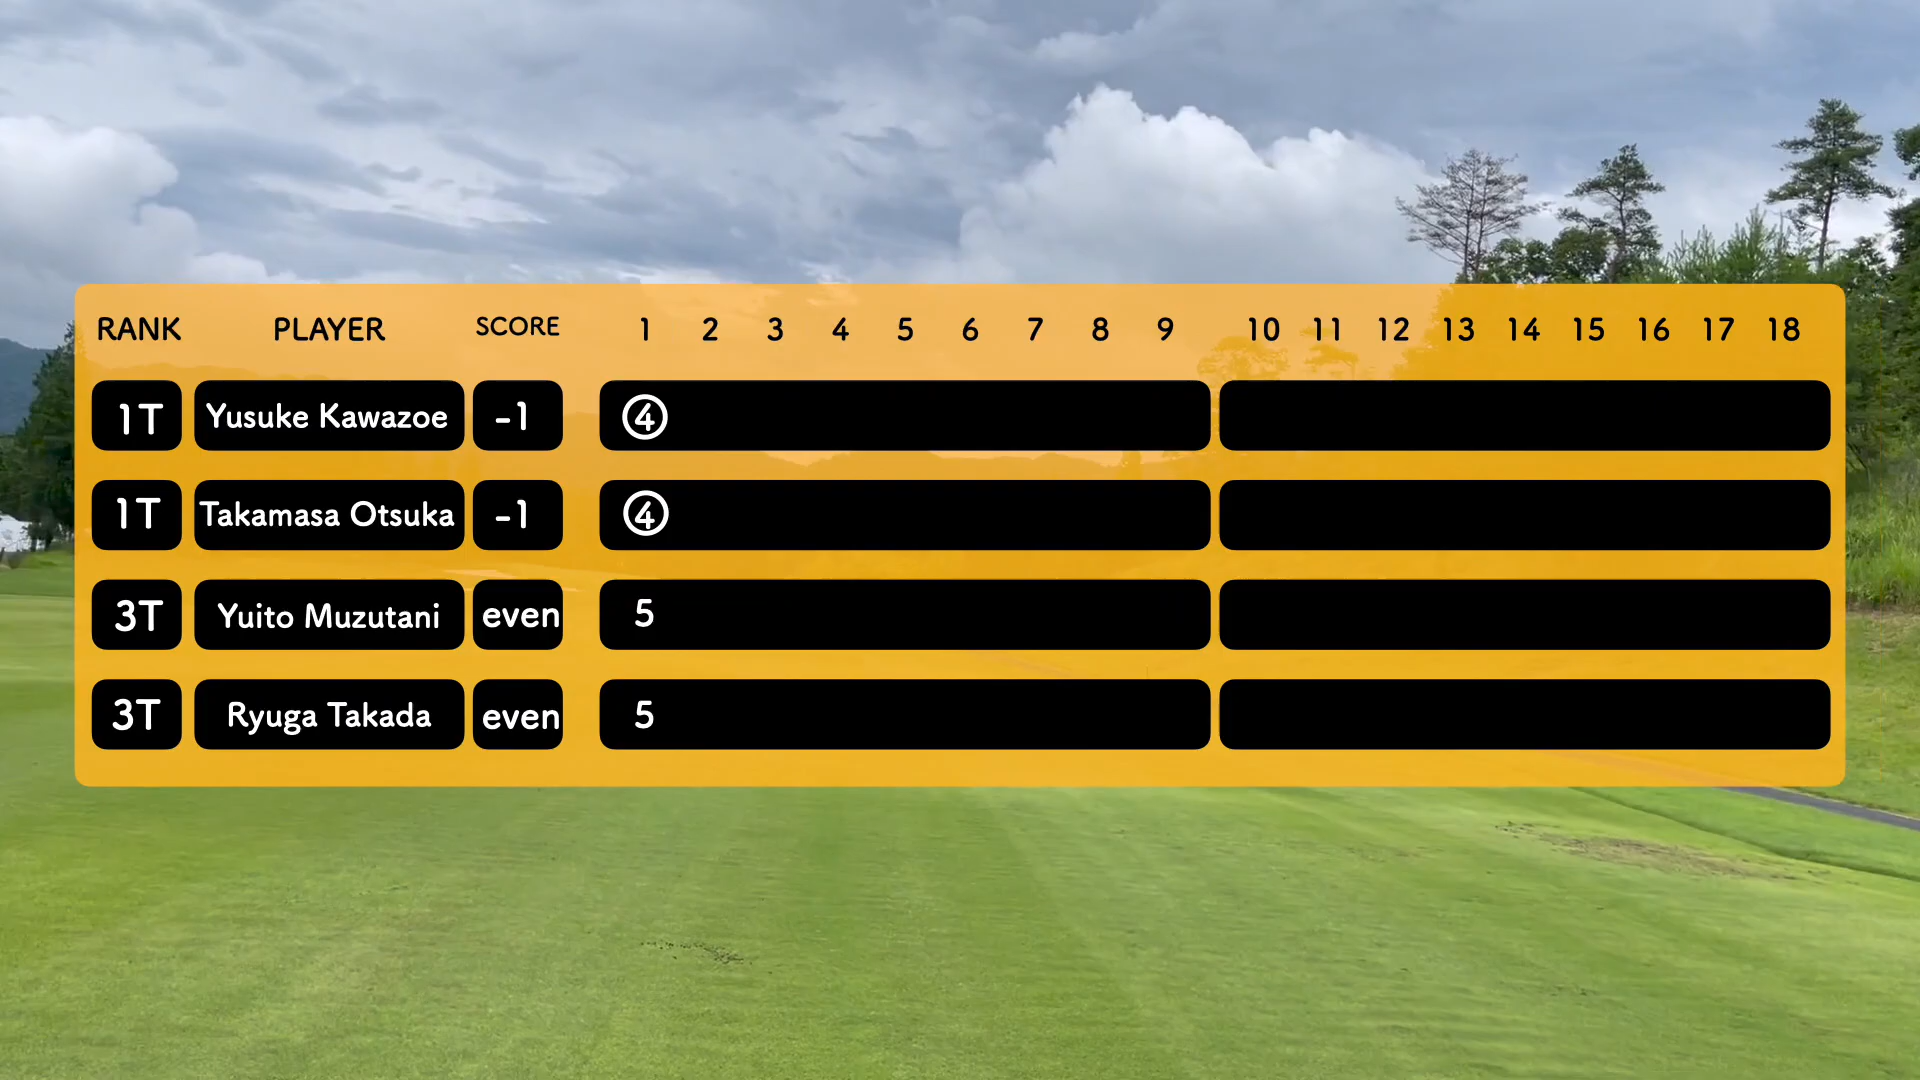 RANK PLAYER SCORE 1 2 3 4 5 6 7 8 9 10 11 12 13 14 15 16 17 18
1T Yusuke Kawazoe -1 ④
1T Takamasa Otsuka -1 ④
3T Yuito Muzutani even 5
3T Ryuga Takada even 5